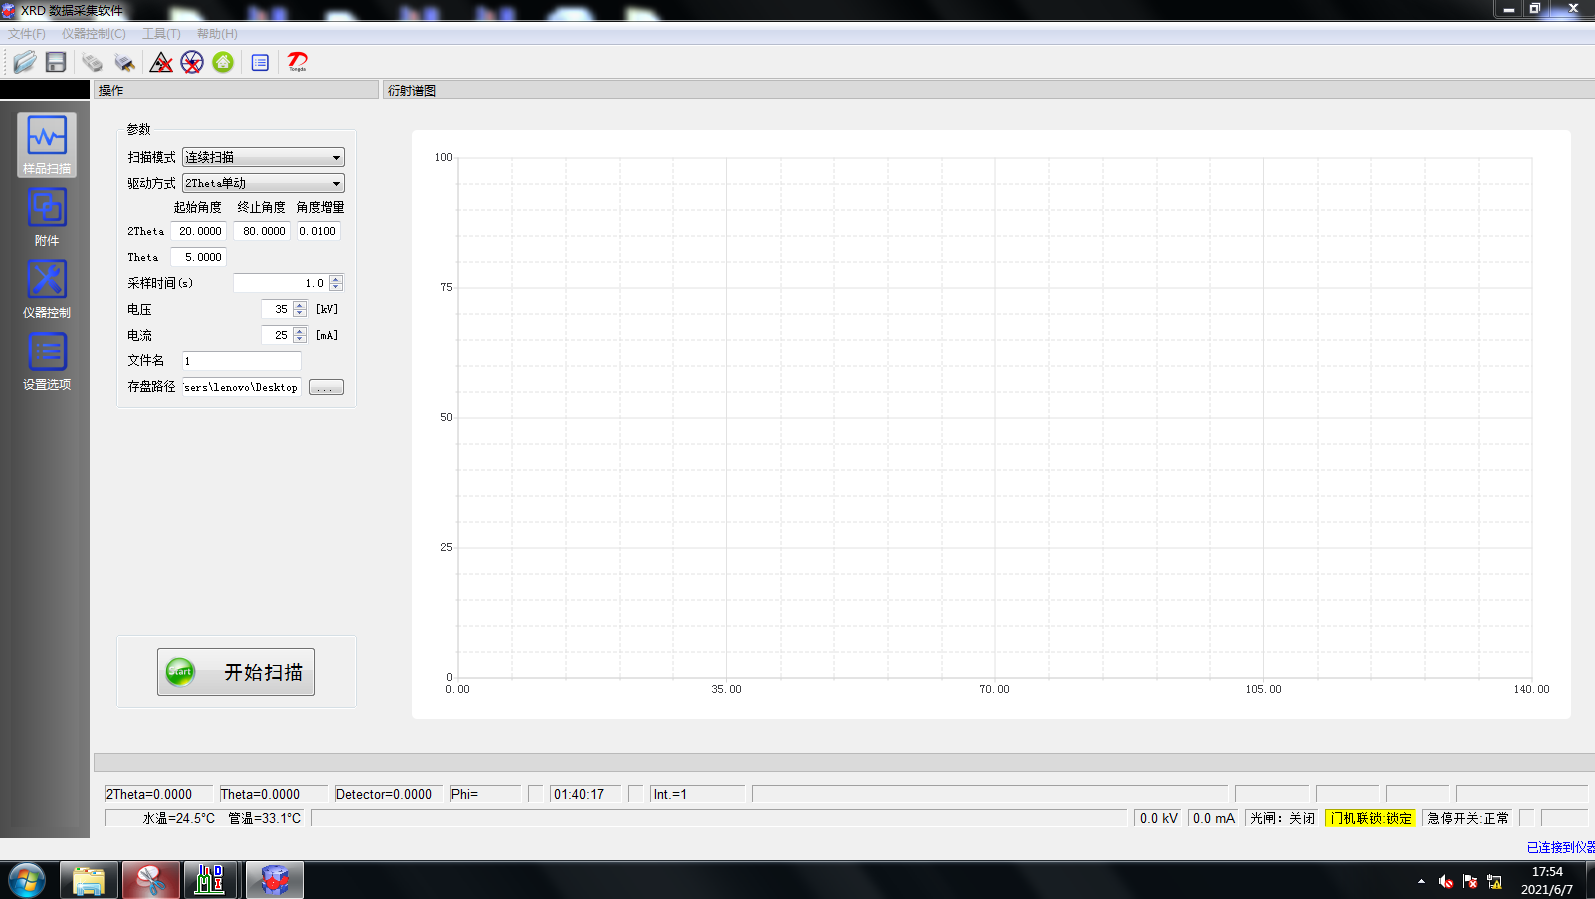 XRD 数据采集软件
文件(F) 仪器控制(C) 工具(T) 帮助(H)
Tongda
操作
衍射谱图
样品扫描
附件
仪器控制
设置选项
参数
扫描模式 连续扫描
驱动方式 2Theta单动
起始角度 终止角度 角度增量
2Theta 20.0000 80.0000 0.0100
Theta 5.0000
采样时间(s) 1.0
电压 35 [kV]
电流 25 [mA]
文件名 1
存盘路径 sers\lenovo\Desktop ...
Start 开始扫描
100
75
50
25
0
0.00 35.00 70.00 105.00 140.00
2Theta=0.0000 Theta=0.0000 Detector=0.0000 Phi= 01:40:17 Int.=1
水温=24.5°C 管温=33.1°C 0.0 kV 0.0 mA 光闸：关闭 门机联锁:锁定 急停开关:正常
已连接到仪器
17:54
2021/6/7